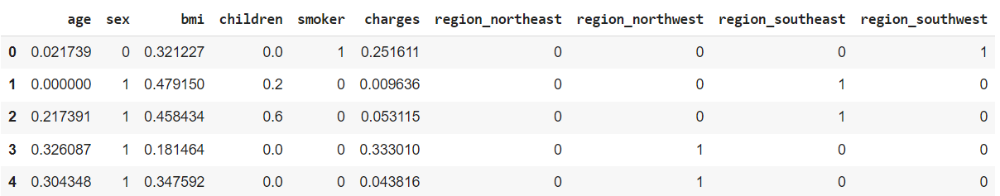 age sex bmi children smoker charges region_northeast region_northwest region_southeast region_southwest
0 0.021739 0 0.321227 0.0 1 0.251611 0 0 0 1
1 0.000000 1 0.479150 0.2 0 0.009636 0 0 1 0
2 0.217391 1 0.458434 0.6 0 0.053115 0 0 1 0
3 0.326087 1 0.181464 0.0 0 0.333010 0 1 0 0
4 0.304348 1 0.347592 0.0 0 0.043816 0 1 0 0